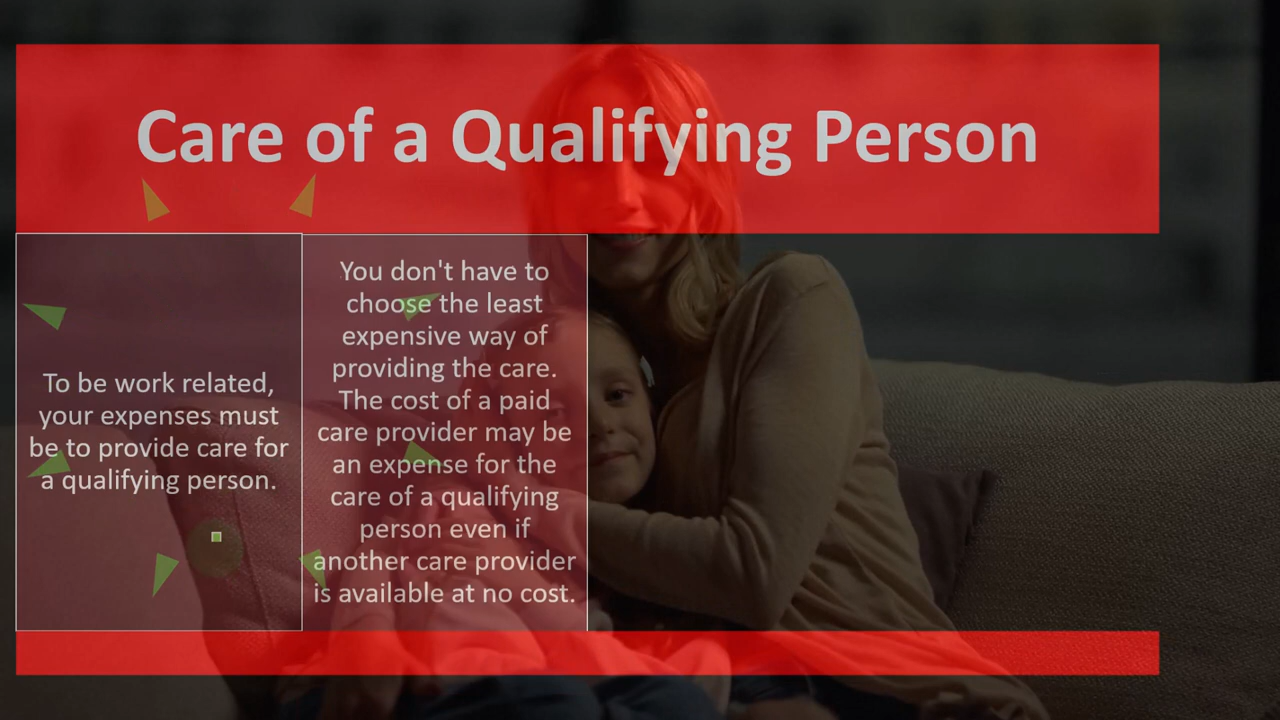 Care of a Qualifying Person
To be work related,
your expenses must
be to provide care for
a qualifying person.
You don't have to
choose the least
expensive way of
providing the care.
The cost of a paid
care provider may be
an expense for the
care of a qualifying
person even if
another care provider
is available at no cost.